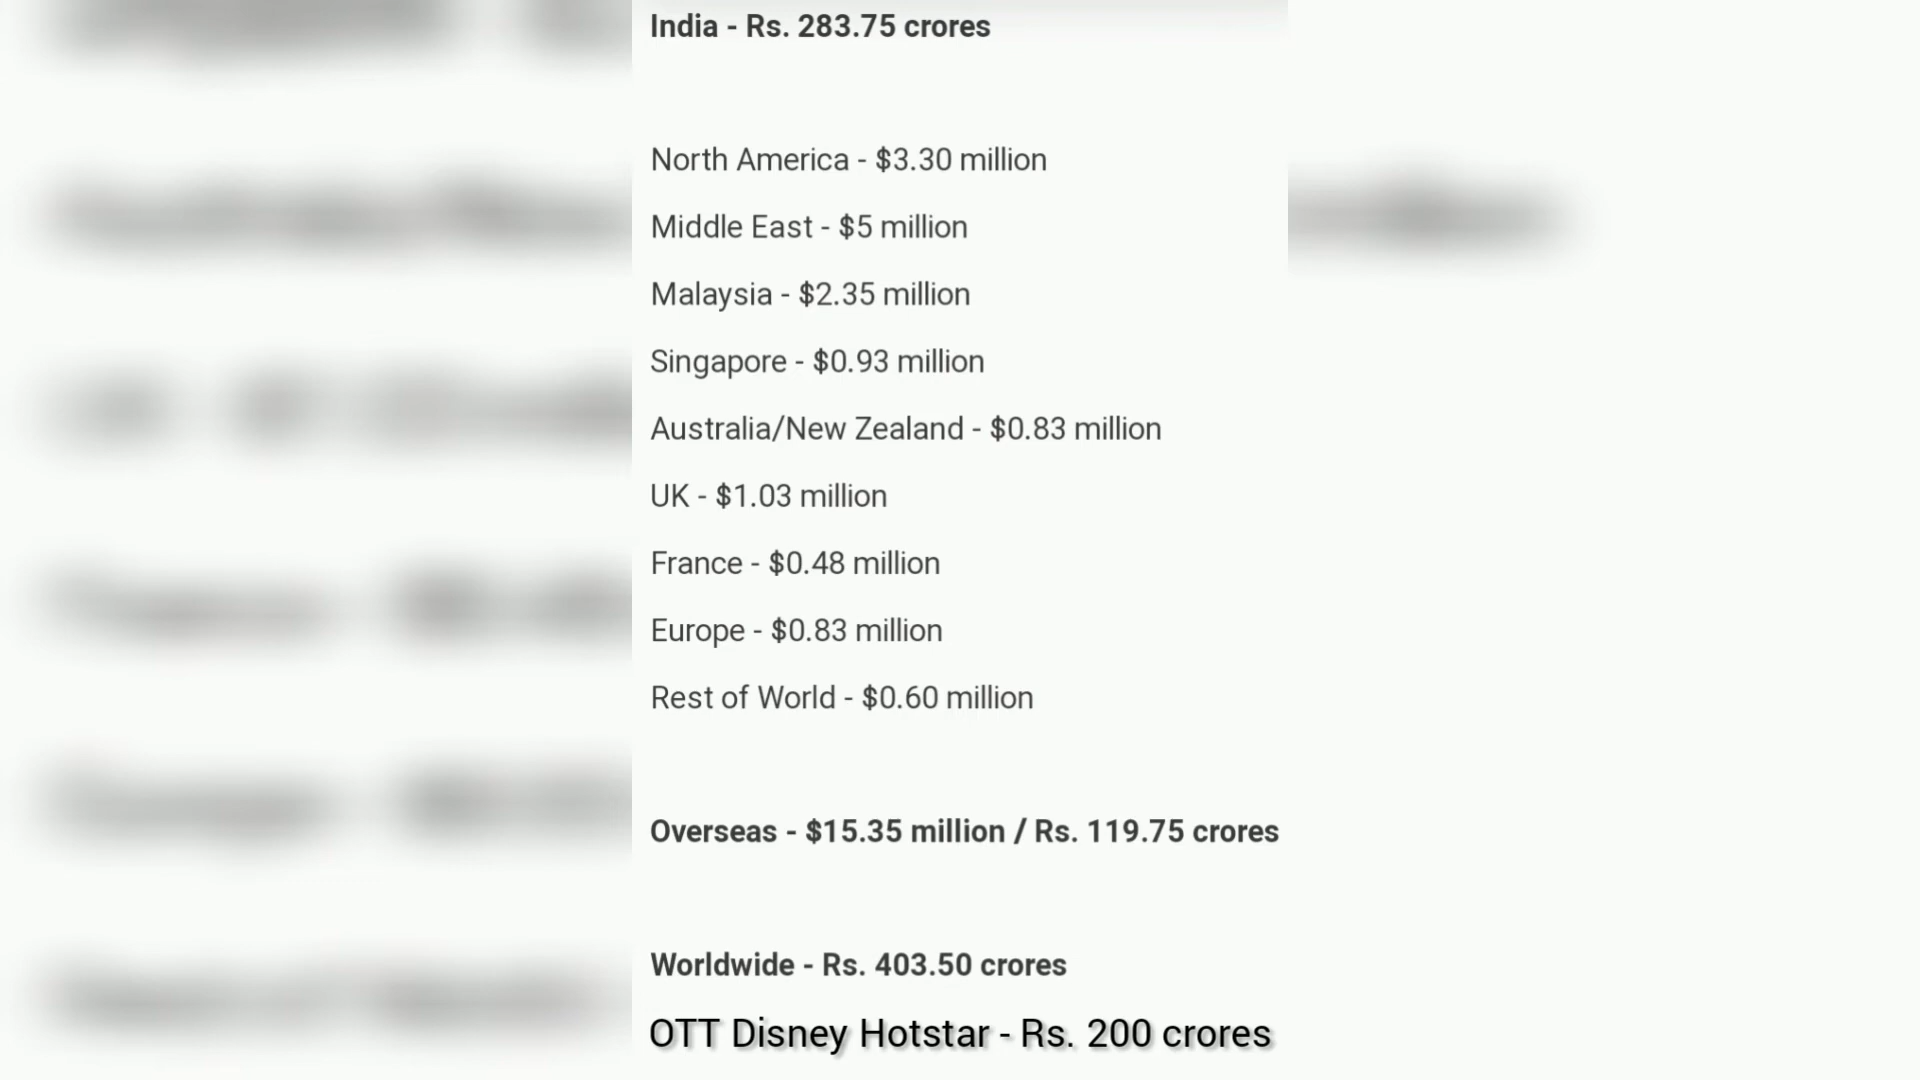 India - Rs. 283.75 crores
North America - $3.30 million
Middle East - $5 million
Malaysia - $2.35 million
Singapore - $0.93 million
Australia/New Zealand - $0.83 million
UK - $1.03 million
France - $0.48 million
Europe - $0.83 million
Rest of World - $0.60 million
Overseas - $15.35 million / Rs. 119.75 crores
Worldwide - Rs. 403.50 crores
OTT Disney Hotstar - Rs. 200 crores